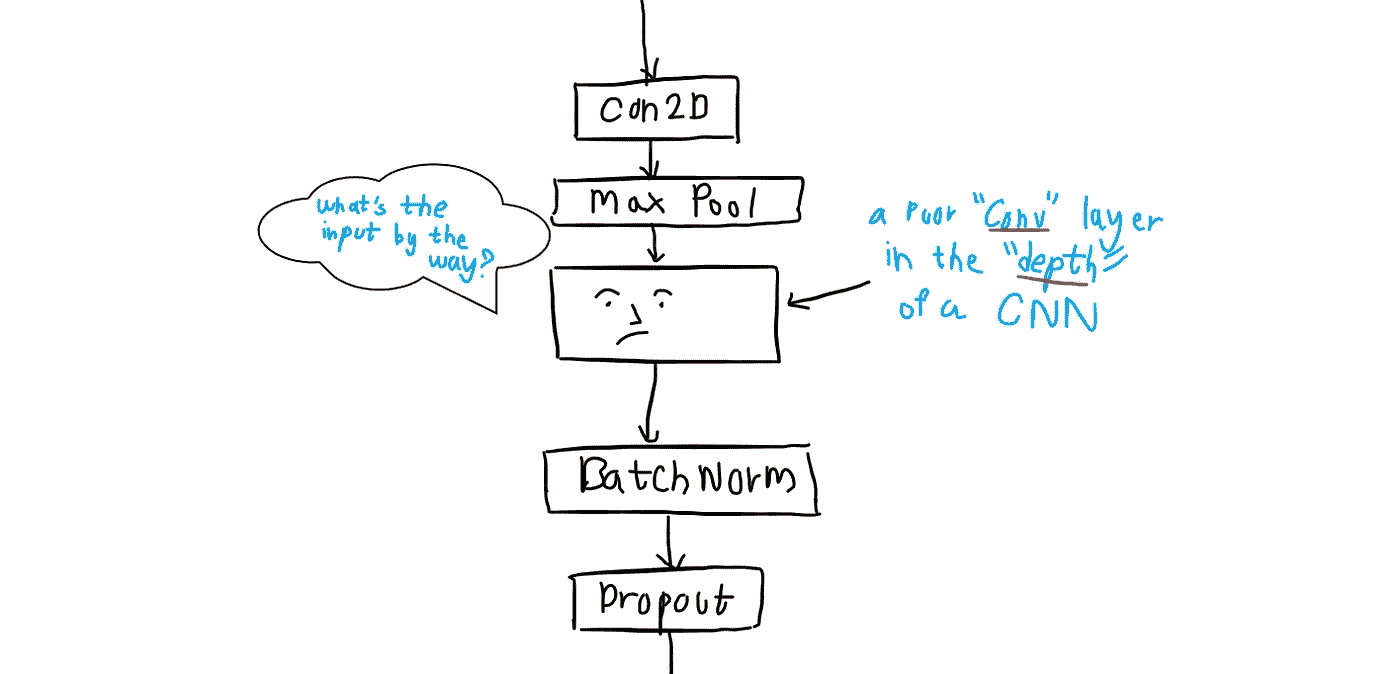 Con2D
Max Pool
what's the
input by the
way?
a poor "Conv" layer
in the "depth"
of a CNN
BatchNorm
Dropout